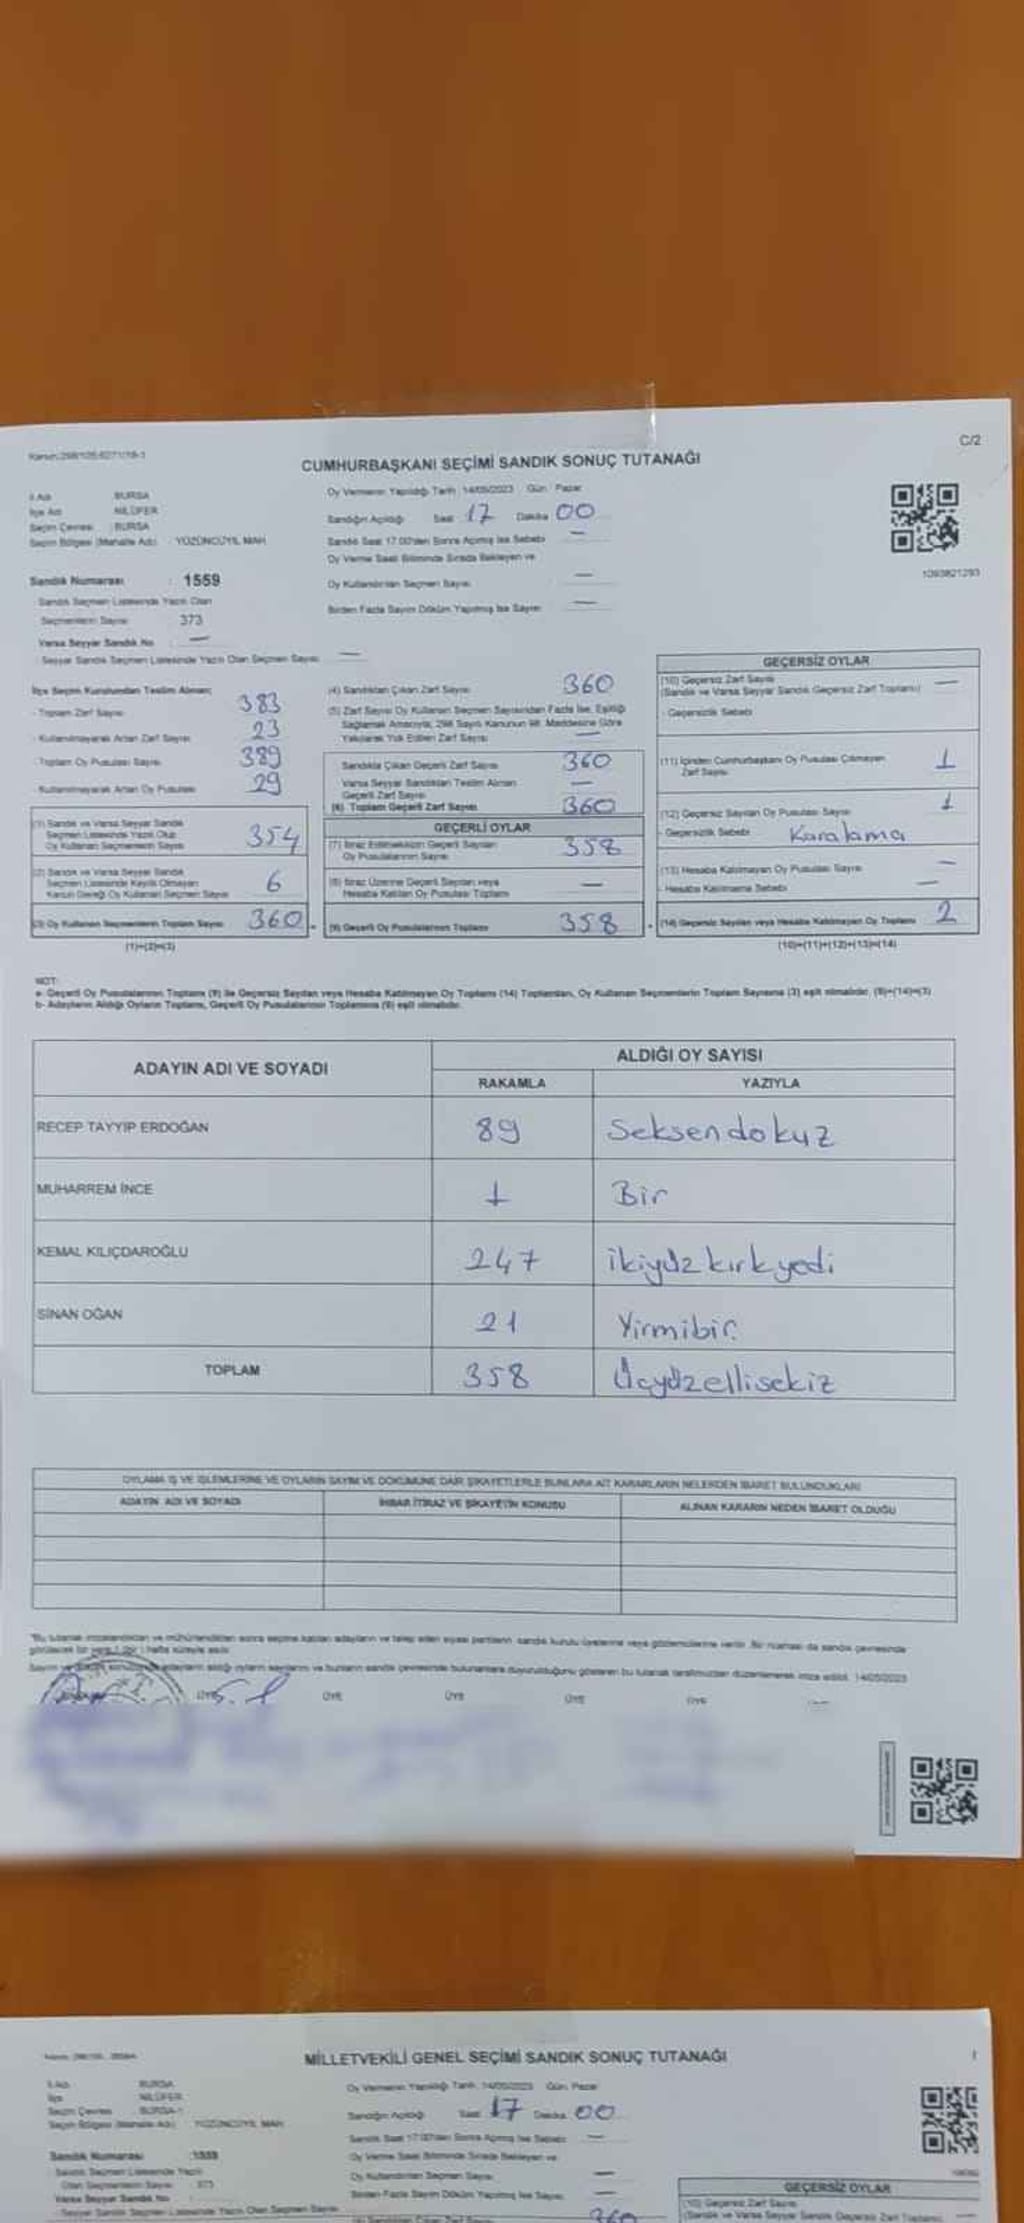 C/2
CUMHURBAŞKANI SEÇİMİ SANDIK SONUÇ TUTANAĞI
İl Adı BURSA
İlçe Adı NİLÜFER
Seçim Çevresi : BURSA
Seçim Bölgesi (Mahalle Adı) : YÜZÜNCÜYIL MAH
Oy Vermenin Yapıldığı Tarih : 14/05/2023 Gün : Pazar
Sandığın Açıldığı Saat 17 Dakika 00
Sandık Saat 17.00'den Sonra Açılmış İse Sebebi —
Oy Verme Saati Bitiminde Sırada Bekleyen ve
Oy Kullandırılan Seçmen Sayısı —
Birden Fazla Sayım Döküm Yapılmış İse Sayısı —
1093821293
Sandık Numarası : 1559
Sandık Seçmen Listesinde Yazılı Olan
Seçmenlerin Sayısı 373
Varsa Seyyar Sandık No : —
Seyyar Sandık Seçmen Listesinde Yazılı Olan Seçmen Sayısı —
İlçe Seçim Kurulundan Teslim Alınan;
- Toplam Zarf Sayısı 383
- Kullanılmayarak Artan Zarf Sayısı 23
- Toplam Oy Pusulası Sayısı 389
- Kullanılmayarak Artan Oy Pusulası 29
(1) Sandık ve Varsa Seyyar Sandık
Seçmen Listesinde Yazılı Olup
Oy Kullanan Seçmenlerin Sayısı 354
(2) Sandık ve Varsa Seyyar Sandık
Seçmen Listesinde Kayıtlı Olmayan
Kanun Gereği Oy Kullanan Seçmen Sayısı 6
(3) Oy Kullanan Seçmenlerin Toplam Sayısı 360
(1)+(2)=(3)
(4) Sandıktan Çıkan Zarf Sayısı 360
(5) Zarf Sayısı Oy Kullanan Seçmen Sayısından Fazla İse, Eşitliği
Sağlamak Amacıyla, 298 Sayılı Kanunun 98. Maddesine Göre
Yakılarak Yok Edilen Zarf Sayısı —
Sandıkta Çıkan Geçerli Zarf Sayısı 360
Varsa Seyyar Sandıktan Teslim Alınan
Geçerli Zarf Sayısı —
(6) Toplam Geçerli Zarf Sayısı 360
GEÇERLİ OYLAR
(7) İtiraz Edilmeksizin Geçerli Sayılan
Oy Pusulalarının Sayısı 358
(8) İtiraz Üzerine Geçerli Sayılan veya
Hesaba Katılan Oy Pusulası Toplamı —
(9) Geçerli Oy Pusulalarının Toplamı 358
GEÇERSİZ OYLAR
(10) Geçersiz Zarf Sayısı —
(Sandık ve Varsa Seyyar Sandık Geçersiz Zarf Toplamı)
- Geçersizlik Sebebi
(11) İçinden Cumhurbaşkanı Oy Pusulası Çıkmayan
Zarf Sayısı 1
(12) Geçersiz Sayılan Oy Pusulası Sayısı 1
- Geçersizlik Sebebi Karalama
(13) Hesaba Katılmayan Oy Pusulası Sayısı —
- Hesaba Katılmama Sebebi —
(14) Geçersiz Sayılan veya Hesaba Katılmayan Oy Toplamı 2
(10)+(11)+(12)+(13)=(14)
NOT:
a- Geçerli Oy Pusulalarının Toplamı (9) ile Geçersiz Sayılan veya Hesaba Katılmayan Oy Toplamı (14) Toplamları, Oy Kullanan Seçmenlerin Toplam Sayısına (3) eşit olmalıdır. (9)+(14)=(3)
b- Adayların Aldığı Oyların Toplamı, Geçerli Oy Pusulalarının Toplamına (9) eşit olmalıdır.
ADAYIN ADI VE SOYADI ALDIĞI OY SAYISI
RAKAMLA YAZIYLA
RECEP TAYYIP ERDOĞAN 89 Seksendokuz
MUHARREM İNCE 1 Bir
KEMAL KILIÇDAROĞLU 247 ikiyüzkırkyedi
SİNAN OĞAN 21 Yirmibir
TOPLAM 358 Üçyüzellisekiz
OYLAMA İŞ VE İŞLEMLERİNE VE OYLARIN SAYIM VE DÖKÜMÜNE DAİR ŞİKAYETLERLE BUNLARA AİT KARARLARIN NELERDEN İBARET BULUNDUKLARI
ADAYIN ADI VE SOYADI İHBAR İTİRAZ VE ŞİKAYETİN KONUSU ALINAN KARARIN NEDEN İBARET OLDUĞU
ÜYE ÜYE ÜYE ÜYE ÜYE
MİLLETVEKİLİ GENEL SEÇİMİ SANDIK SONUÇ TUTANAĞI
İl Adı BURSA
İlçe NİLÜFER
Seçim Çevresi BURSA-1
Seçim Bölgesi (Mahalle Adı) : YÜZÜNCÜYIL MAH
Oy Vermenin Yapıldığı Tarih : 14/05/2023 Gün: Pazar
Sandığın Açıldığı Saat 17 Dakika 00
Sandık Saat 17:00'den Sonra Açılmış İse Sebebi —
Oy Verme Saati Bitiminde Sırada Bekleyen ve
Oy Kullandırılan Seçmen Sayısı —
Birden Fazla Sayım Döküm Yapılmış İse Sayısı —
Sandık Numarası : 1559
Sandık Seçmen Listesinde Yazılı
Olan Seçmenlerin Sayısı 373
Varsa Seyyar Sandık No
Seyyar Sandık Seçmen Listesinde Yazılı Olan Seçmen Sayısı
360
GEÇERSİZ OYLAR
(10) Geçersiz Zarf Sayısı
(Sandık ve Varsa Seyyar Sandık Geçersiz Zarf Toplamı) —